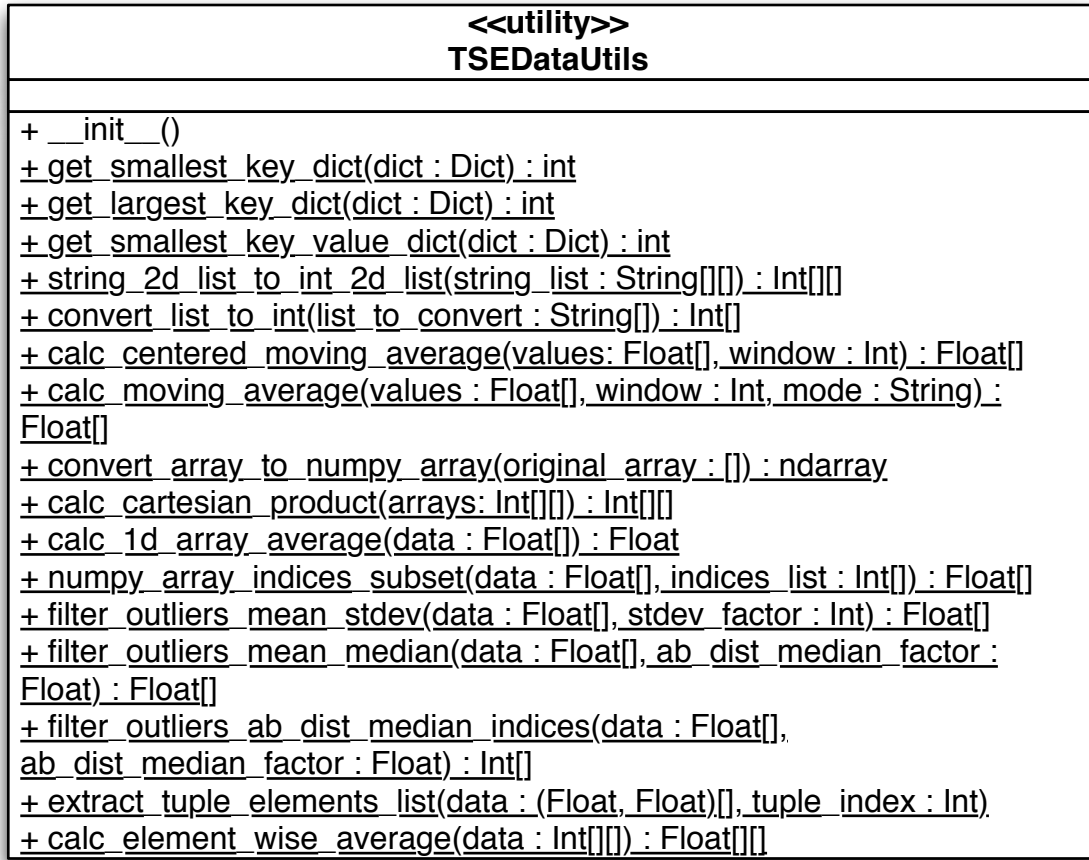 <<utility>>
TSEDataUtils
+ __init__()
+ get_smallest_key_dict(dict : Dict) : int
+ get_largest_key_dict(dict : Dict) : int
+ get_smallest_key_value_dict(dict : Dict) : int
+ string_2d_list_to_int_2d_list(string_list : String[][]) : Int[][]
+ convert_list_to_int(list_to_convert : String[]) : Int[]
+ calc_centered_moving_average(values: Float[], window : Int) : Float[]
+ calc_moving_average(values : Float[], window : Int, mode : String) :
Float[]
+ convert_array_to_numpy_array(original_array : []) : ndarray
+ calc_cartesian_product(arrays: Int[][]) : Int[][]
+ calc_1d_array_average(data : Float[]) : Float
+ numpy_array_indices_subset(data : Float[], indices_list : Int[]) : Float[]
+ filter_outliers_mean_stdev(data : Float[], stdev_factor : Int) : Float[]
+ filter_outliers_mean_median(data : Float[], ab_dist_median_factor :
Float) : Float[]
+ filter_outliers_ab_dist_median_indices(data : Float[],
ab_dist_median_factor : Float) : Int[]
+ extract_tuple_elements_list(data : (Float, Float)[], tuple_index : Int)
+ calc_element_wise_average(data : Int[][]) : Float[][]